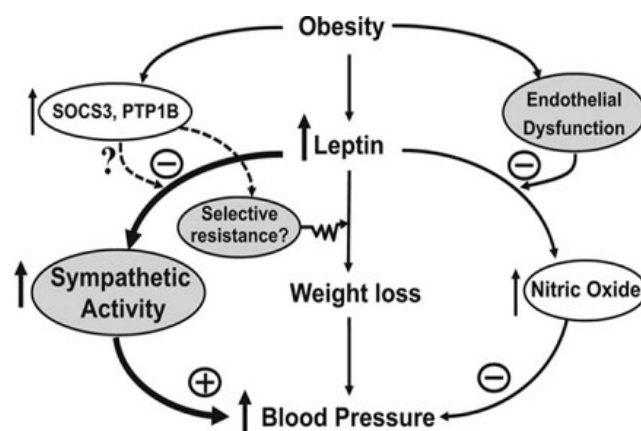 Obesity
SOCS3, PTP1B
Endothelial
Dysfunction
?
Leptin
Selective
resistance?
Sympathetic
Activity
Weight loss
Nitric Oxide
Blood Pressure